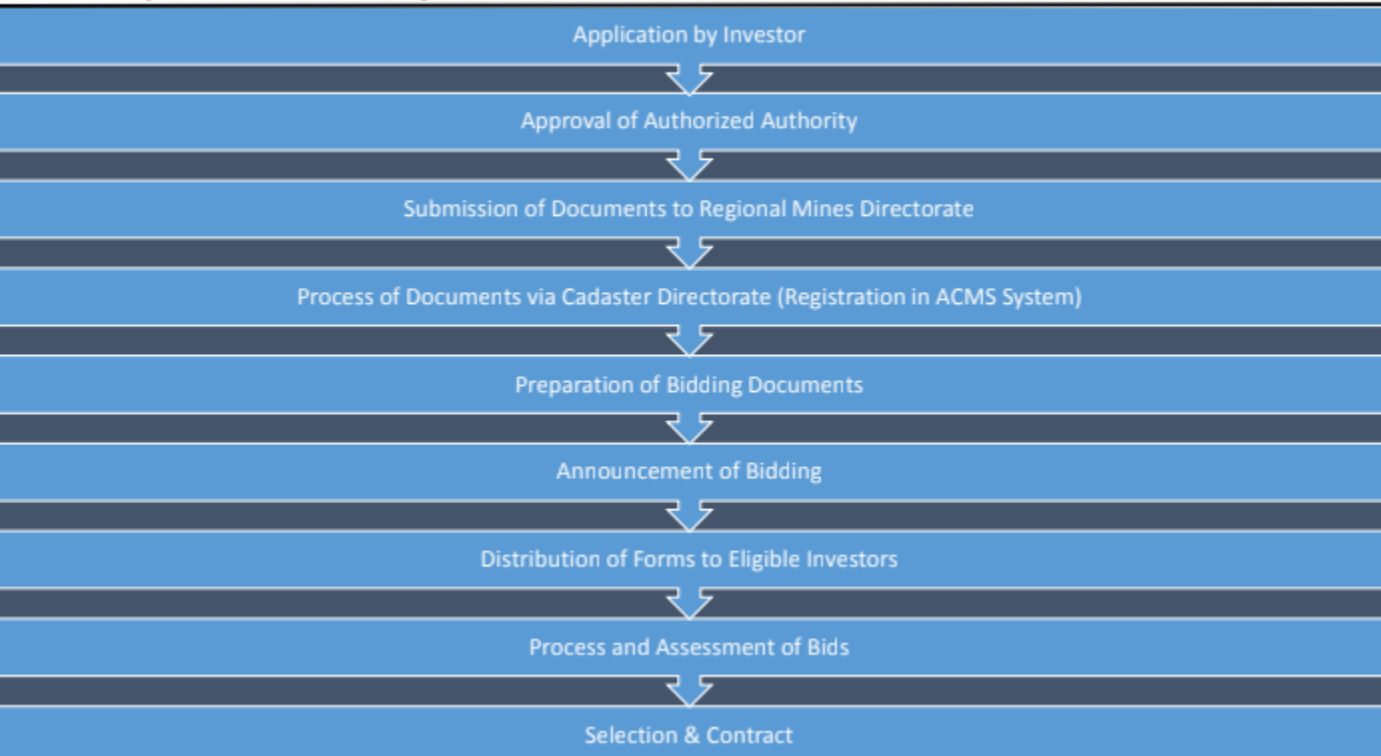 Application by Investor
Approval of Authorized Authority
Submission of Documents to Regional Mines Directorate
Process of Documents via Cadaster Directorate (Registration in ACMS System)
Preparation of Bidding Documents
Announcement of Bidding
Distribution of Forms to Eligible Investors
Process and Assessment of Bids
Selection & Contract